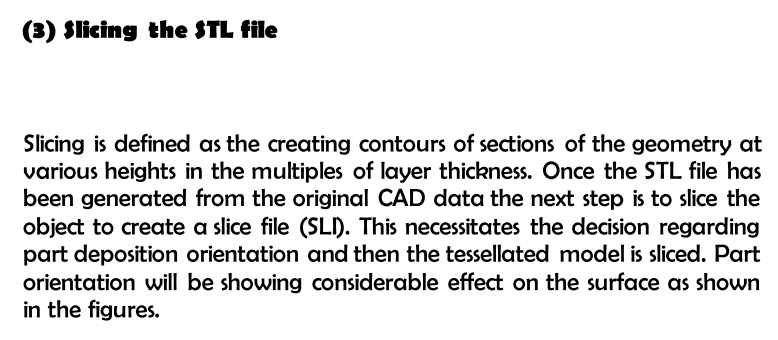 (3) Slicing the STL file
Slicing is defined as the creating contours of sections of the geometry at
various heights in the multiples of layer thickness. Once the STL file has
been generated from the original CAD data the next step is to slice the
object to create a slice file (SLI). This necessitates the decision regarding
part deposition orientation and then the tessellated model is sliced. Part
orientation will be showing considerable effect on the surface as shown
in the figures.